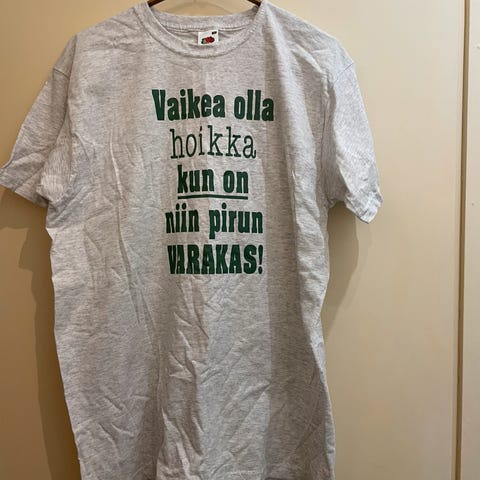 Vaikea olla
hoikka
kun on
niin pirun
VARAKAS!